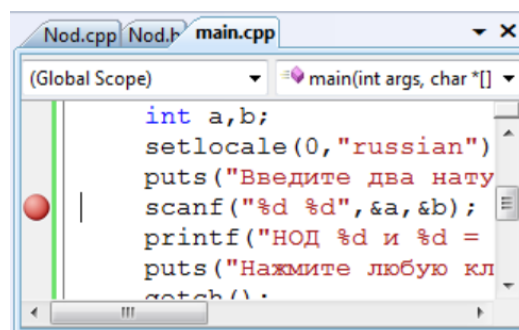 Nod.cpp Nod.h main.cpp
(Global Scope) main(int args, char *[]
int a,b;
setlocale(0,"russian")
puts("Введите два нату
scanf("%d %d",&a,&b);
printf("НОД %d и %d =
puts("Нажмите любую кл
getch();